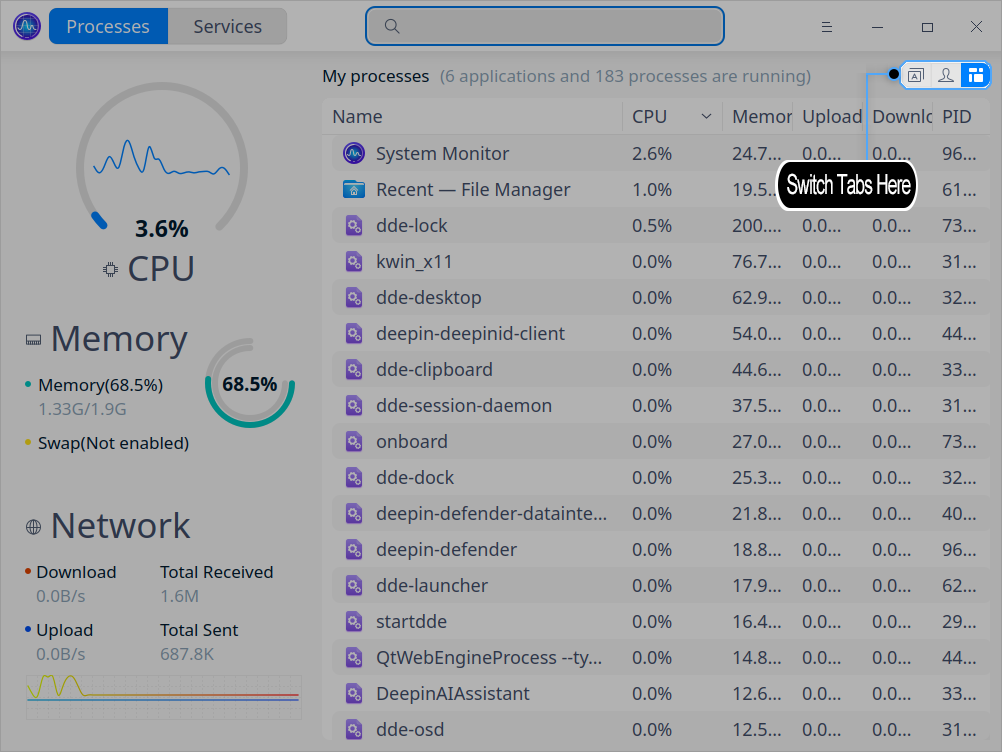 Processes Services
My processes (6 applications and 183 processes are running)
Name CPU Memor Upload Downlc PID
System Monitor 2.6% 24.7... 0.0... 0.0... 96...
Recent — File Manager 1.0% 19.5... 61...
Switch Tabs Here
dde-lock 0.5% 200.... 0.0... 0.0... 73...
kwin_x11 0.0% 76.7... 0.0... 0.0... 31...
dde-desktop 0.0% 62.9... 0.0... 0.0... 32...
deepin-deepinid-client 0.0% 54.0... 0.0... 0.0... 44...
dde-clipboard 0.0% 44.6... 0.0... 0.0... 33...
dde-session-daemon 0.0% 37.5... 0.0... 0.0... 31...
onboard 0.0% 27.0... 0.0... 0.0... 73...
dde-dock 0.0% 25.3... 0.0... 0.0... 32...
deepin-defender-datainte... 0.0% 21.8... 0.0... 0.0... 40...
deepin-defender 0.0% 18.8... 0.0... 0.0... 96...
dde-launcher 0.0% 17.9... 0.0... 0.0... 62...
startdde 0.0% 16.4... 0.0... 0.0... 29...
QtWebEngineProcess --ty... 0.0% 14.8... 0.0... 0.0... 44...
DeepinAIAssistant 0.0% 12.6... 0.0... 0.0... 33...
dde-osd 0.0% 12.5... 0.0... 0.0... 31...
3.6%
CPU
Memory
Memory(68.5%)
1.33G/1.9G
68.5%
Swap(Not enabled)
Network
Download Total Received
0.0B/s 1.6M
Upload Total Sent
0.0B/s 687.8K